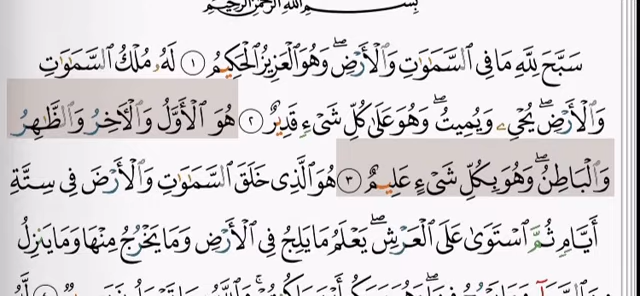 بِسْمِ ٱللَّهِ ٱلرَّحْمَٰنِ ٱلرَّحِيمِ
سَبَّحَ لِلَّهِ مَا فِى ٱلسَّمَٰوَٰتِ وَٱلْأَرْضِ ۖ وَهُوَ ٱلْعَزِيزُ ٱلْحَكِيمُ ١ لَهُۥ مُلْكُ ٱلسَّمَٰوَٰتِ
وَٱلْأَرْضِ ۖ يُحْىِۦ وَيُمِيتُ ۖ وَهُوَ عَلَىٰ كُلِّ شَىْءٍ قَدِيرٌ ٢ هُوَ ٱلْأَوَّلُ وَٱلْءَاخِرُ وَٱلظَّٰهِرُ
وَٱلْبَاطِنُ ۖ وَهُوَ بِكُلِّ شَىْءٍ عَلِيمٌ ٣ هُوَ ٱلَّذِى خَلَقَ ٱلسَّمَٰوَٰتِ وَٱلْأَرْضَ فِى سِتَّةِ
أَيَّامٍ ثُمَّ ٱسْتَوَىٰ عَلَى ٱلْعَرْشِ ۚ يَعْلَمُ مَا يَلِجُ فِى ٱلْأَرْضِ وَمَا يَخْرُجُ مِنْهَا وَمَا يَنزِلُ